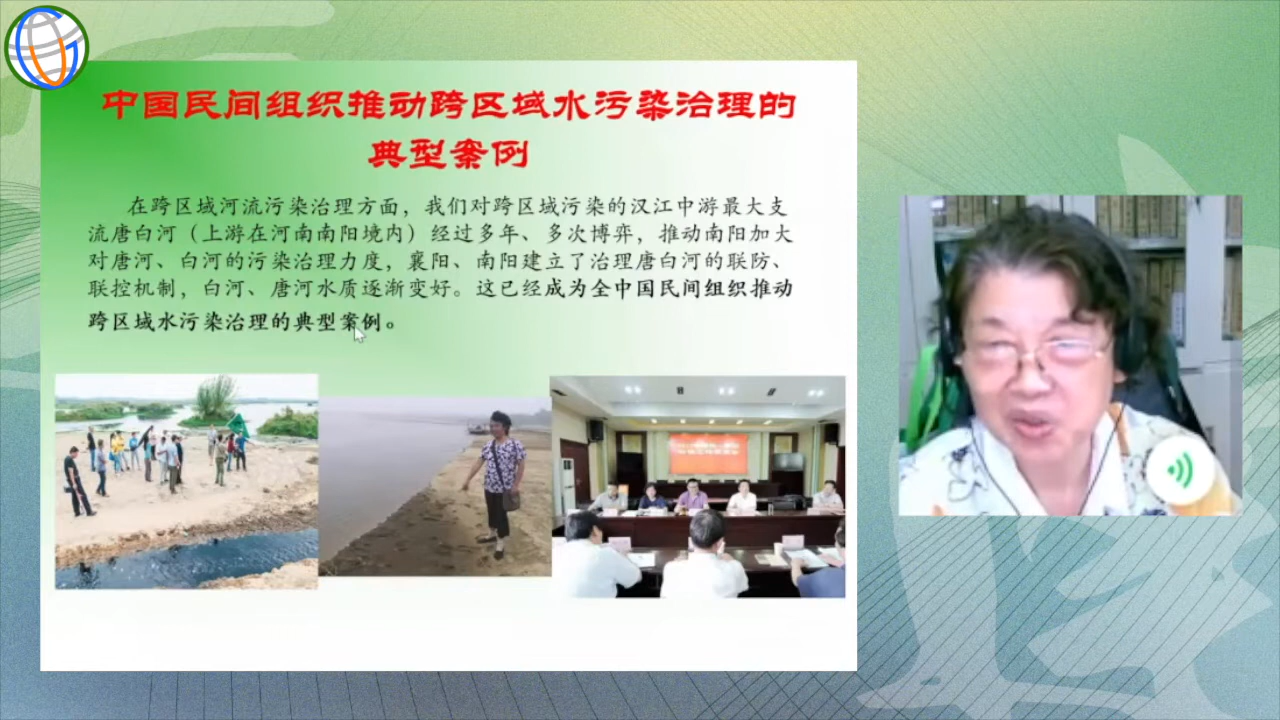 中国民间组织推动跨区域水污染治理的
典型案例
在跨区域河流污染治理方面，我们对跨区域污染的汉江中游最大支
流唐白河（上游在河南南阳境内）经过多年、多次博弈，推动南阳加大
对唐河、白河的污染治理力度，襄阳、南阳建立了治理唐白河的联防、
联控机制，白河、唐河水质逐渐变好。这已经成为全中国民间组织推动
跨区域水污染治理的典型案例。